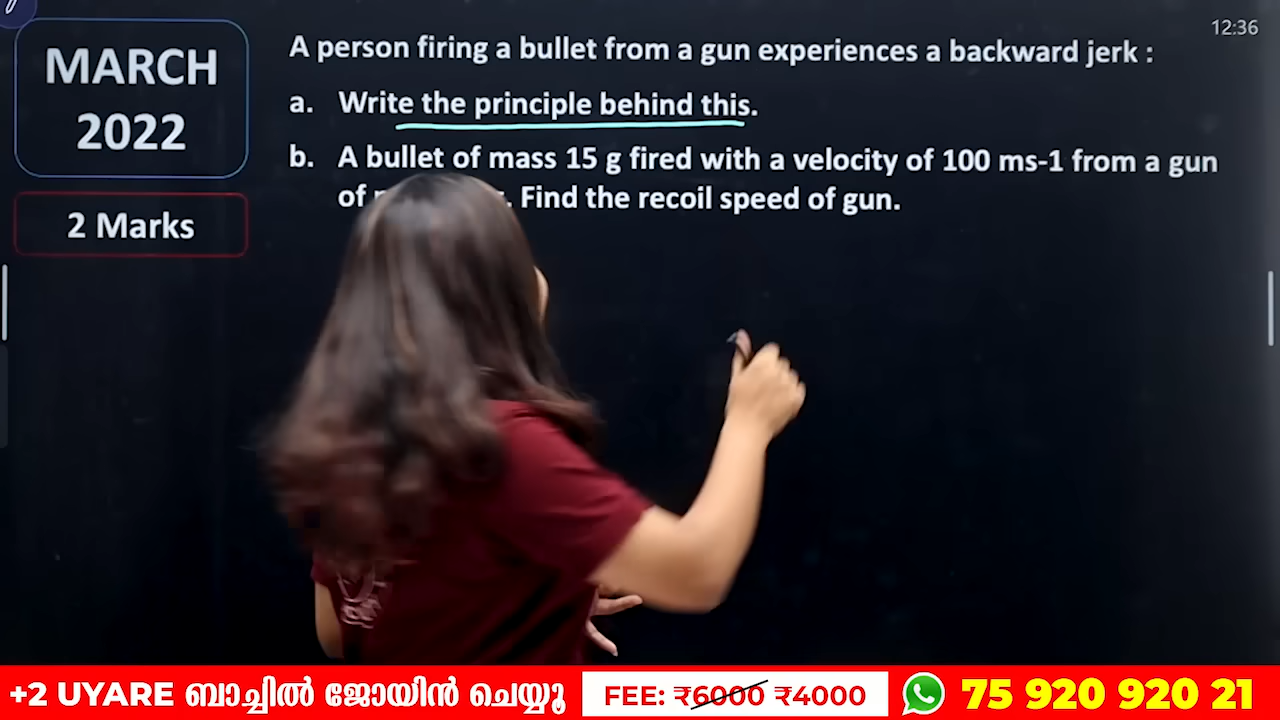 12:36
MARCH
2022
2 Marks
A person firing a bullet from a gun experiences a backward jerk :
a. Write the principle behind this.
b. A bullet of mass 15 g fired with a velocity of 100 ms-1 from a gun
of . Find the recoil speed of gun.
+2 UYARE ബാച്ചിൽ ജോയിൻ ചെയ്യൂ
FEE: ₹6000 ₹4000
75 920 920 21